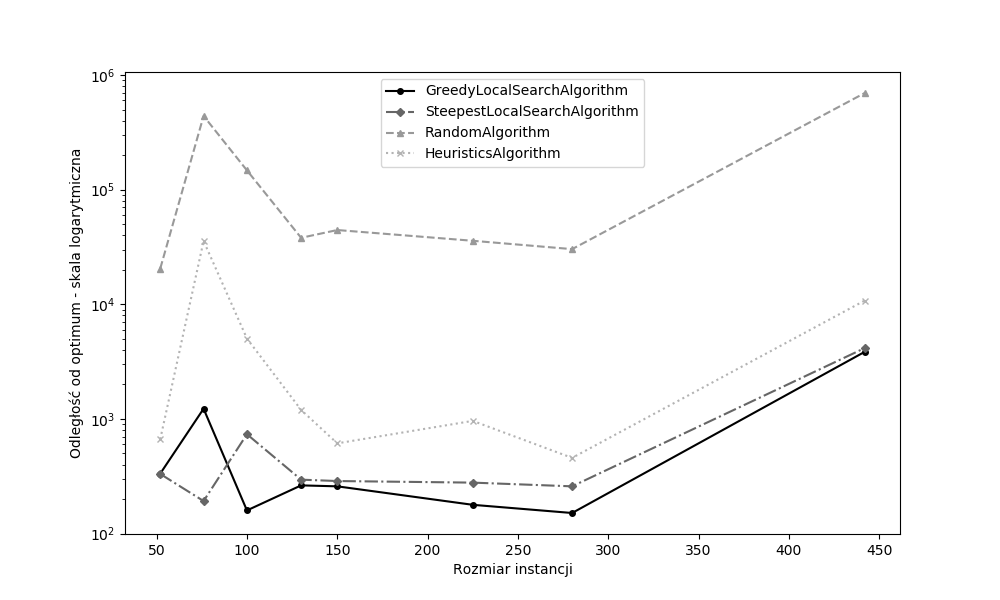 GreedyLocalSearchAlgorithm
SteepestLocalSearchAlgorithm
RandomAlgorithm
HeuristicsAlgorithm
Odległość od optimum - skala logarytmiczna
10⁶
10⁵
10⁴
10³
10²
50 100 150 200 250 300 350 400 450
Rozmiar instancji